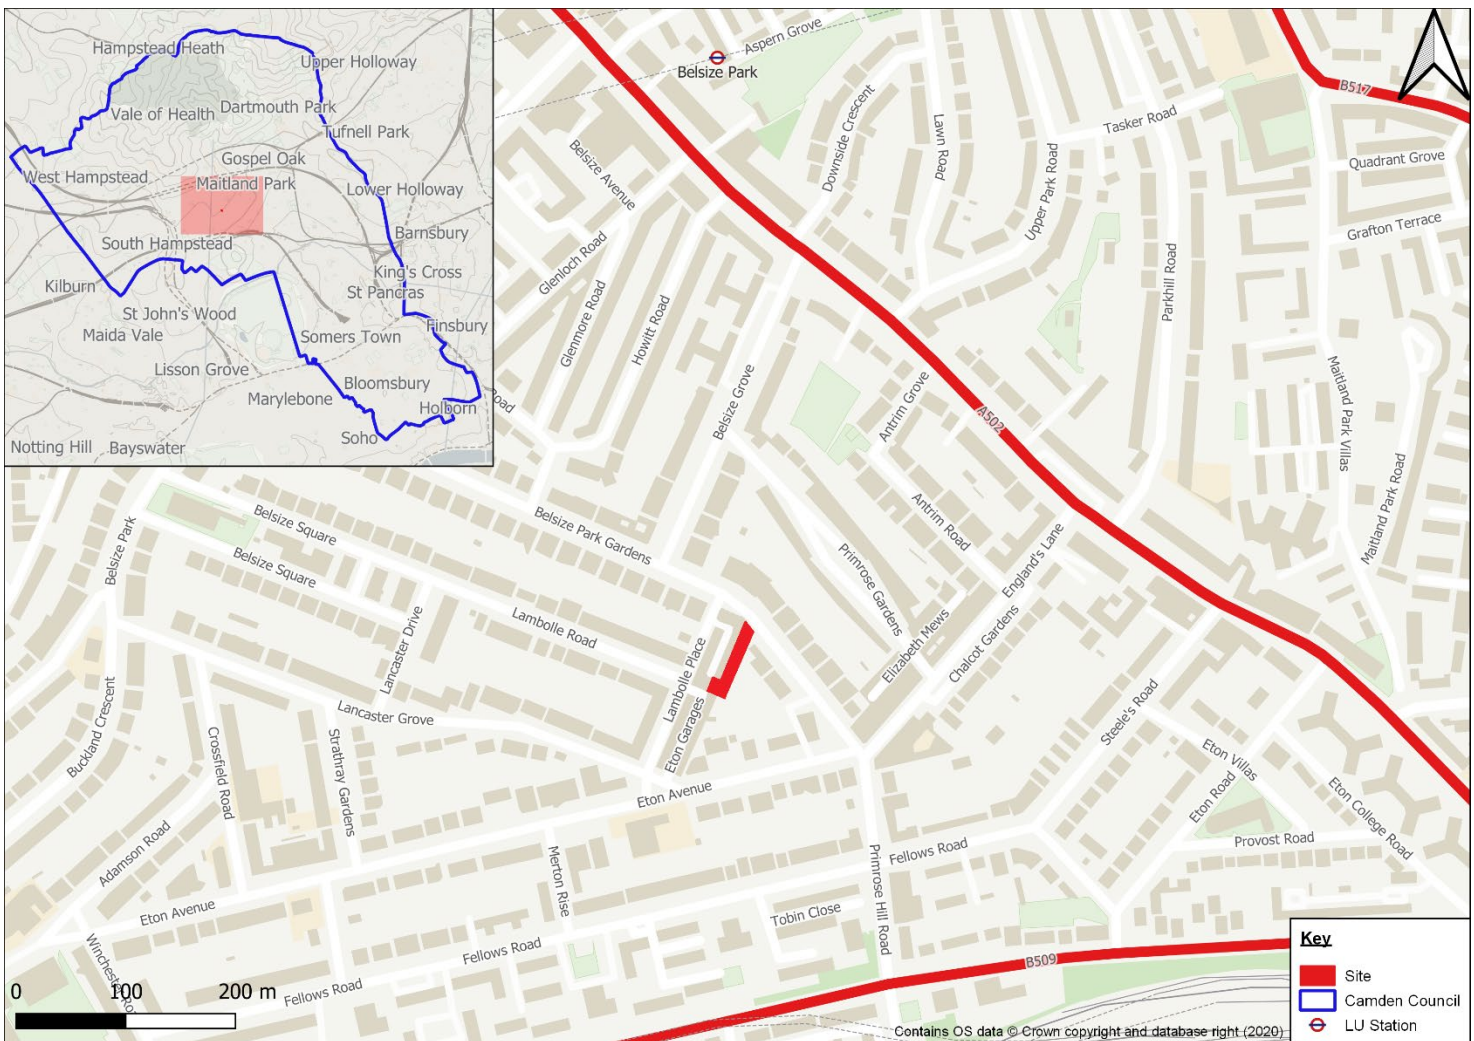 Hampstead Heath
Upper Holloway
Vale of Health
Dartmouth Park
Tufnell Park
Gospel Oak
West Hampstead
Maitland Park
Lower Holloway
South Hampstead
Barnsbury
Kilburn
King's Cross
St Pancras
St John's Wood
Maida Vale
Somers Town
Finsbury
Lisson Grove
Bloomsbury
Marylebone
Holborn
Soho
Notting Hill
Bayswater
Aspern Grove
Belsize Park
B517
Tasker Road
Downside Crescent
Lawn Road
Belsize Avenue
Upper Park Road
Quadrant Grove
Grafton Terrace
Glenloch Road
Parkhill Road
Glenmore Road
Howitt Road
Belsize Grove
Antrim Grove
A502
Maitland Park Villas
Maitland Park Road
Road
Belsize Square
Belsize Park Gardens
Antrim Road
England's Lane
Belsize Park
Belsize Square
Primrose Gardens
Lancaster Drive
Lambolle Road
Elizabeth Mews
Chalcot Gardens
Lambolle Place
Eton Garages
Steele's Road
Buckland Crescent
Lancaster Grove
Crossfield Road
Strathray Gardens
Eton Villas
Eton Road
Eton College Road
Eton Avenue
Provost Road
Adamson Road
Merton Rise
Primrose Hill Road
Fellows Road
Eton Avenue
Tobin Close
Winchester Ro
Fellows Road
Fellows Road
B509
0 100 200 m
Key
Site
Camden Council
LU Station
Contains OS data © Crown copyright and database right (2020)